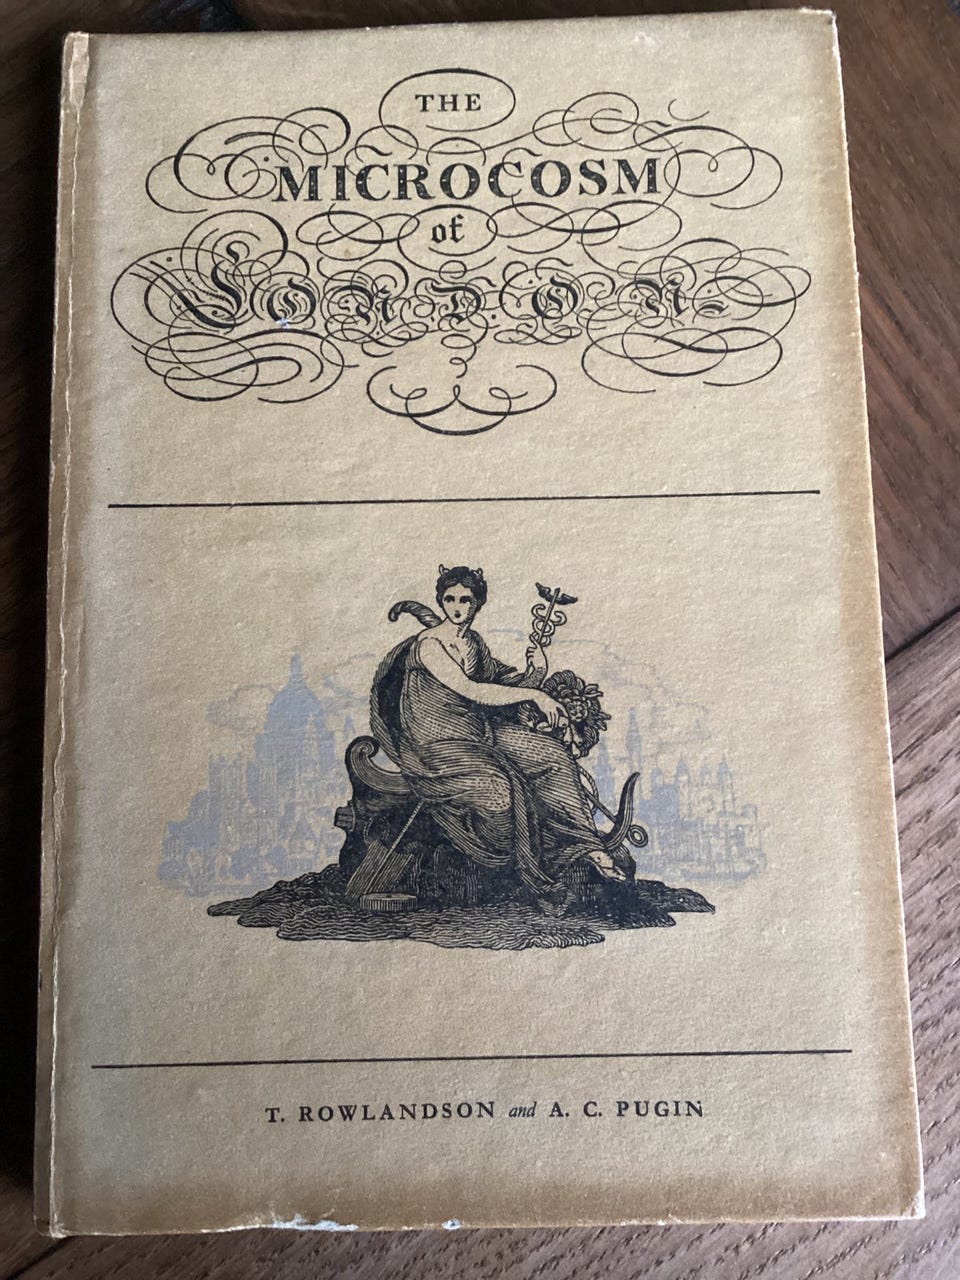 THE
MICROCOSM
of
LONDON
T. ROWLANDSON and A. C. PUGIN